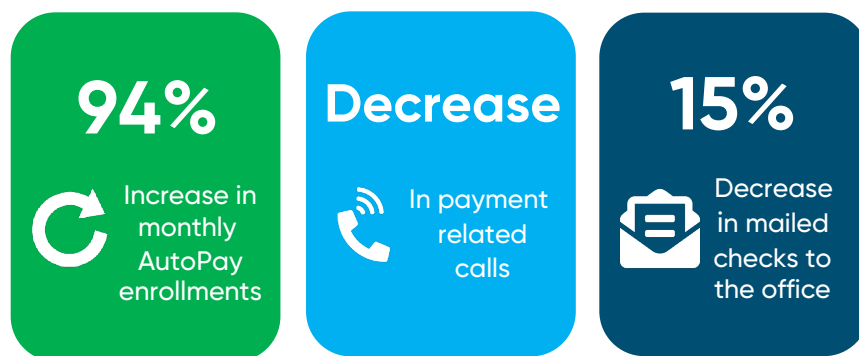 94%
Increase in
monthly
AutoPay
enrollments
Decrease
In payment
related
calls
15%
Decrease
in mailed
checks to
the office